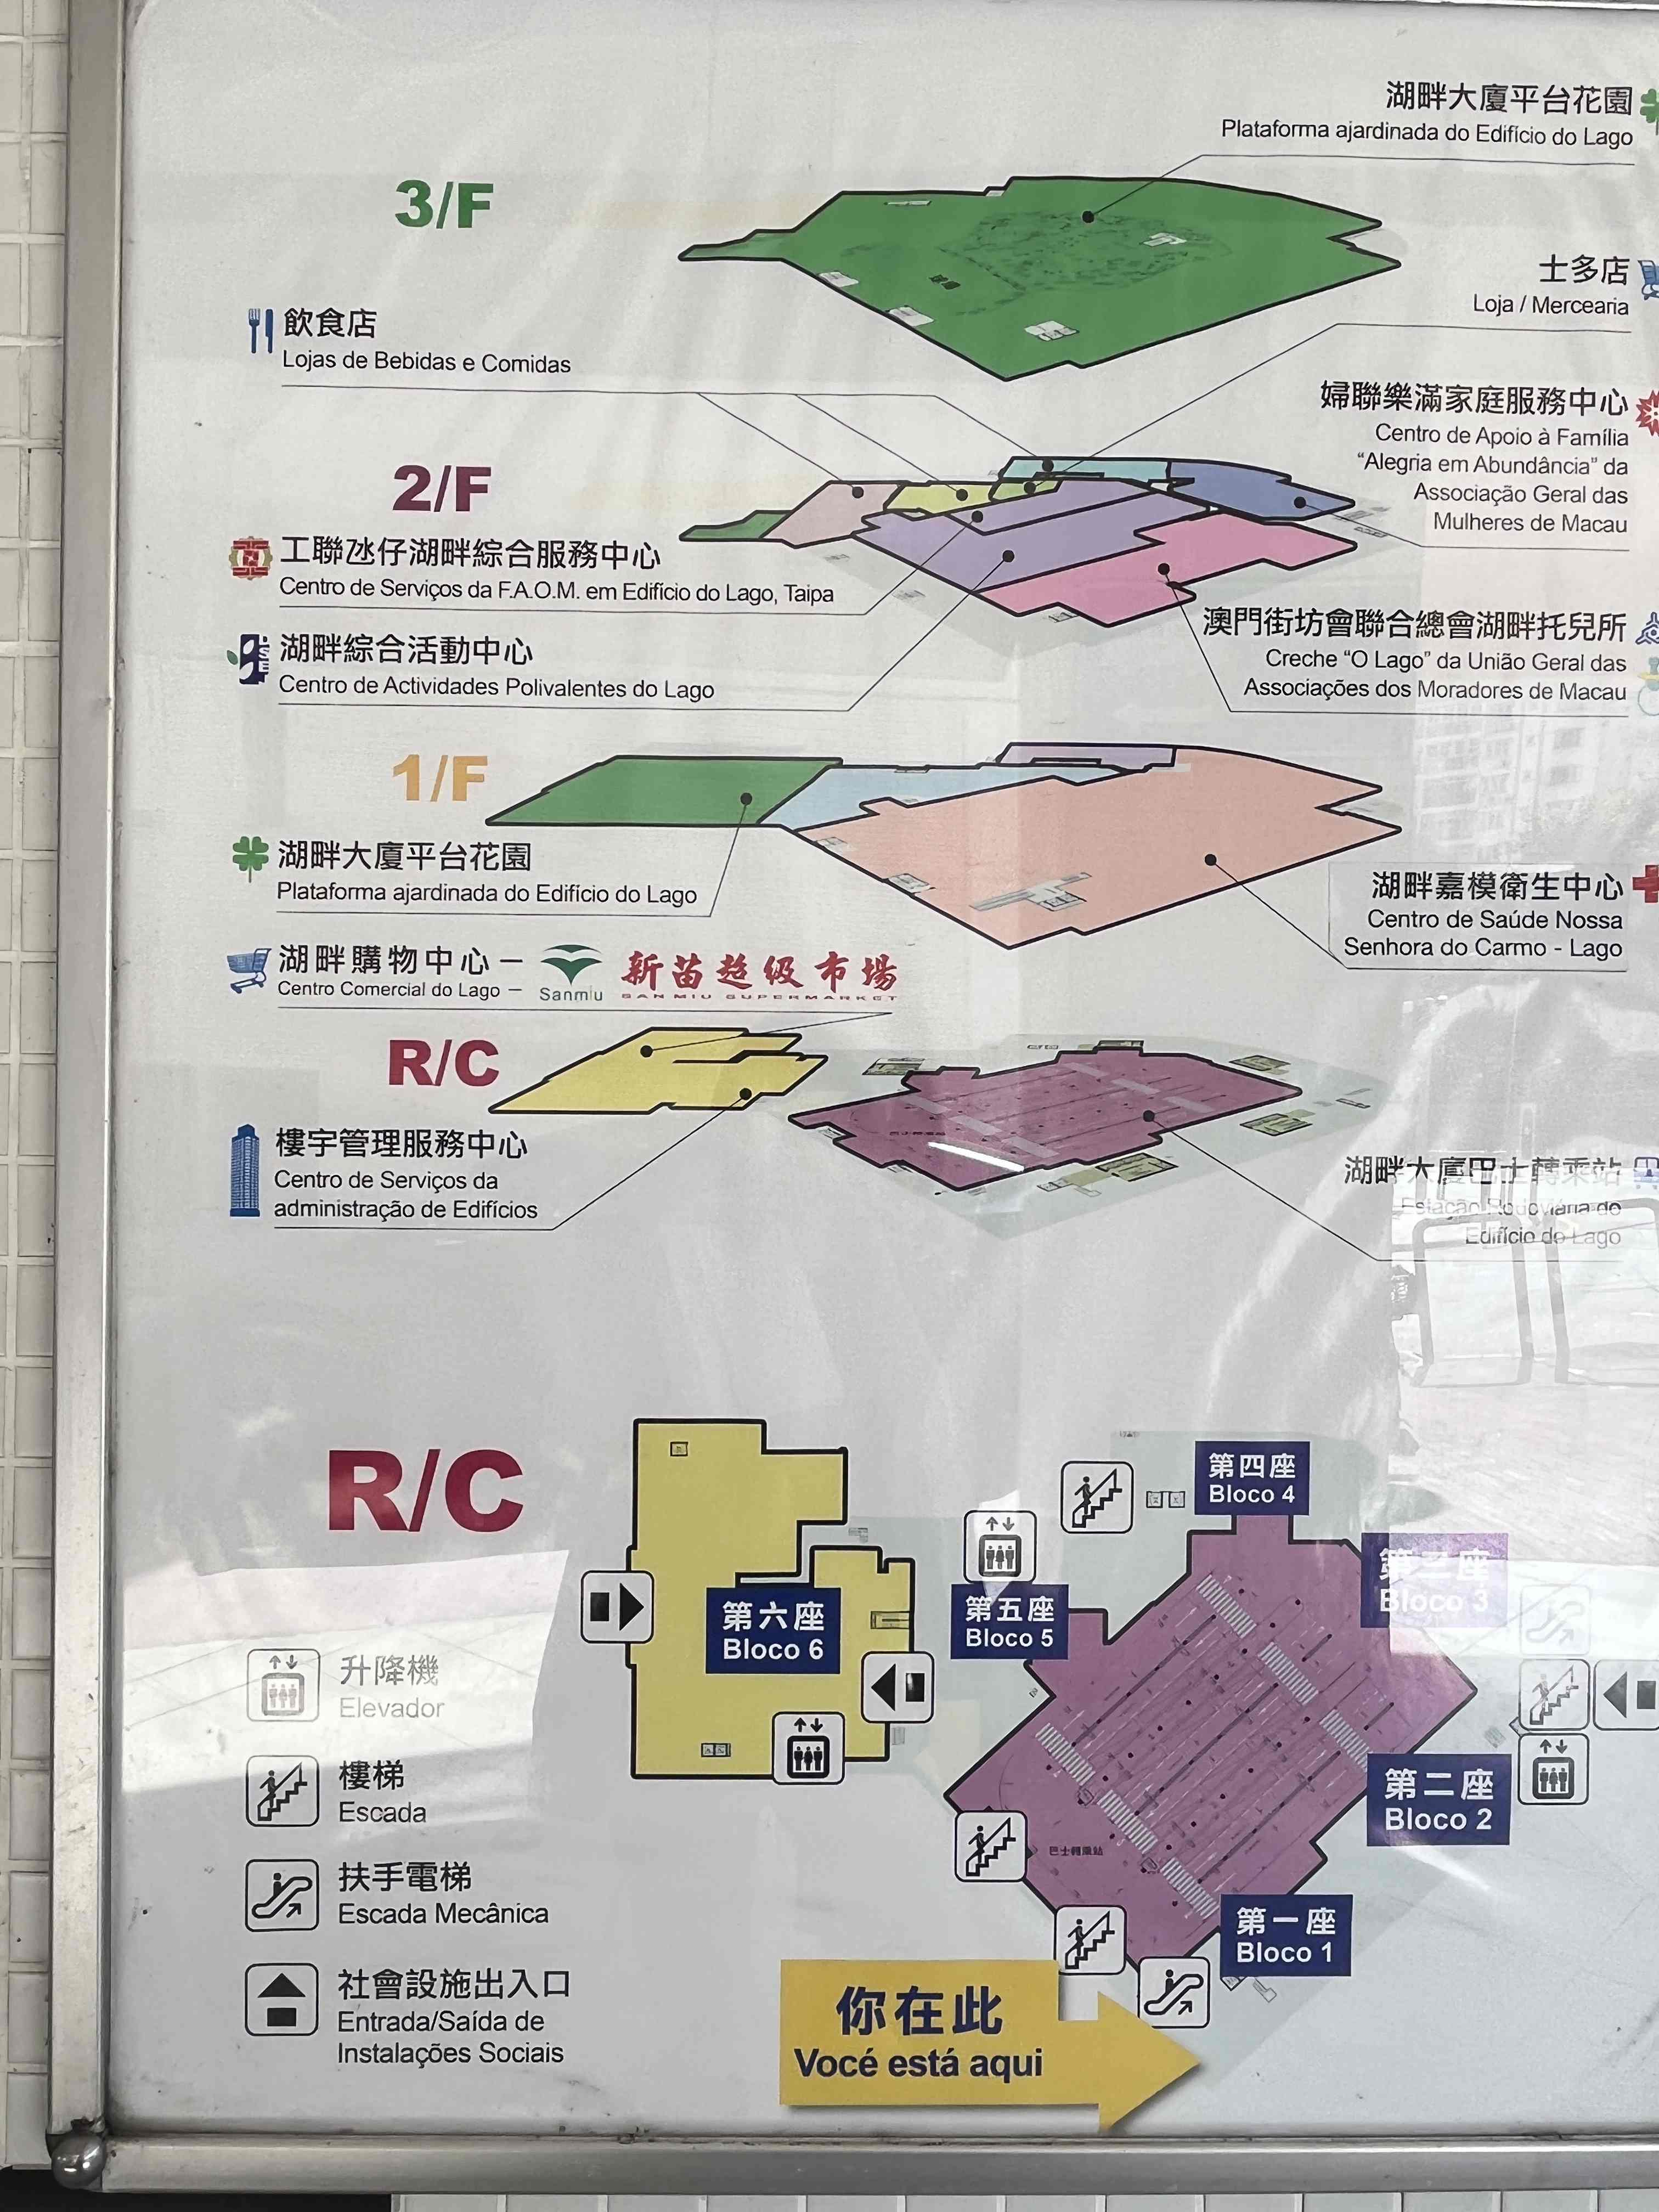 湖畔大廈平台花園
Plataforma ajardinada do Edifício do Lago
3/F
士多店
Loja / Mercearia
飲食店
Lojas de Bebidas e Comidas
婦聯樂滿家庭服務中心
Centro de Apoio à Família
“Alegria em Abundância” da
Associação Geral das
Mulheres de Macau
2/F
工聯氹仔湖畔綜合服務中心
Centro de Serviços da F.A.O.M. em Edifício do Lago, Taipa
湖畔綜合活動中心
Centro de Actividades Polivalentes do Lago
澳門街坊會聯合總會湖畔托兒所
Creche “O Lago” da União Geral das
Associações dos Moradores de Macau
1/F
湖畔大廈平台花園
Plataforma ajardinada do Edifício do Lago
湖畔嘉模衛生中心
Centro de Saúde Nossa
Senhora do Carmo - Lago
湖畔購物中心 –
Centro Comercial do Lago –
Sanmiu
新苗超级市場
SAN MIU SUPERMARKET
R/C
樓宇管理服務中心
Centro de Serviços da
administração de Edifícios
湖畔大廈巴士轉乘站
Estação Rodoviária do
Edifício do Lago
R/C
第四座
Bloco 4
第三座
Bloco 3
第五座
Bloco 5
第六座
Bloco 6
第二座
Bloco 2
巴士轉乘站
第一座
Bloco 1
升降機
Elevador
樓梯
Escada
扶手電梯
Escada Mecânica
社會設施出入口
Entrada/Saída de
Instalações Sociais
你在此
Vocé está aqui